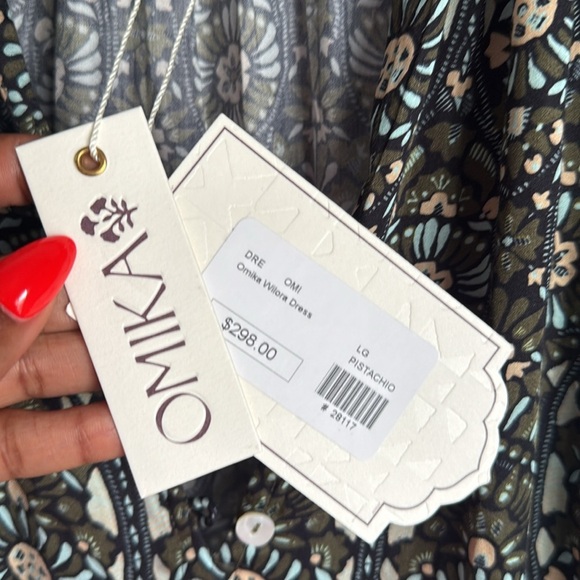 OMIKA
DRE OMI
Omika Wilora Dress
$298.00
LG
PISTACHIO
# 28117